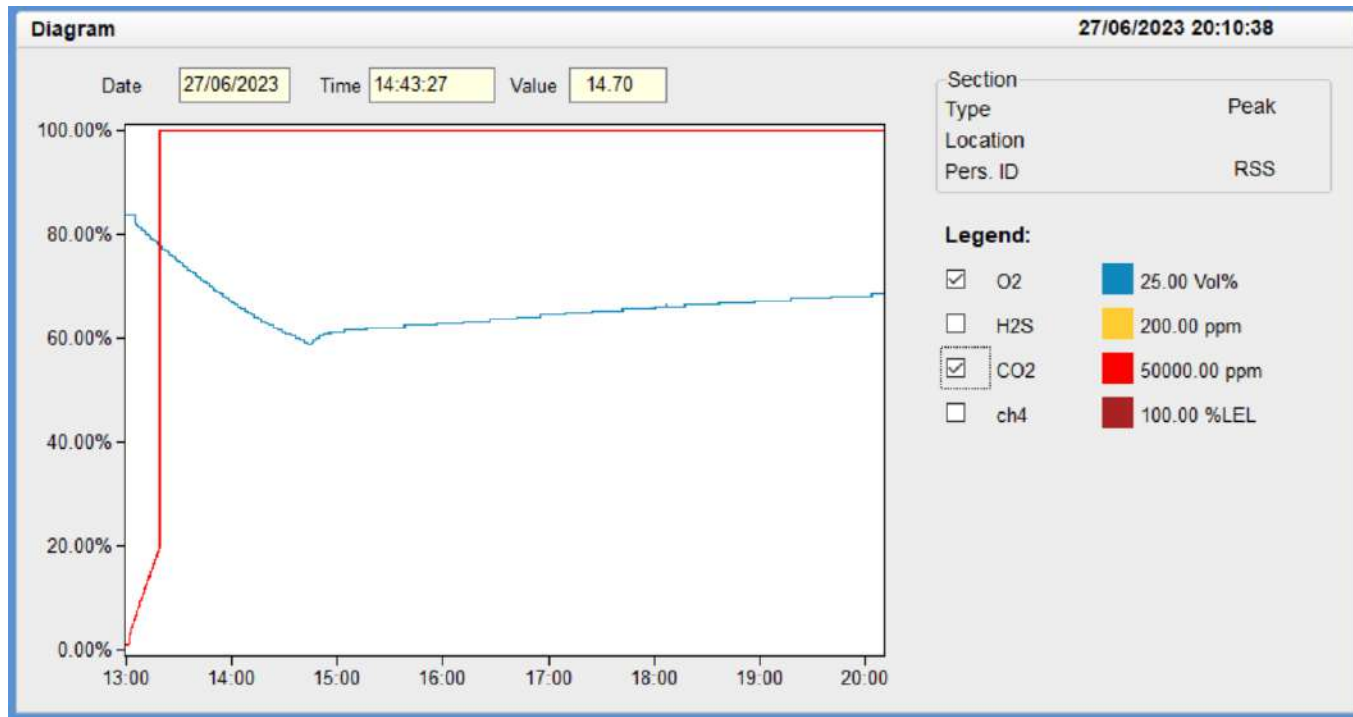 Diagram 27/06/2023 20:10:38
Date 27/06/2023 Time 14:43:27 Value 14.70
Section
Type Peak
Location
Pers. ID RSS
Legend:
O2 25.00 Vol%
H2S 200.00 ppm
CO2 50000.00 ppm
ch4 100.00 %LEL
100.00%
80.00%
60.00%
40.00%
20.00%
0.00%
13:00 14:00 15:00 16:00 17:00 18:00 19:00 20:00